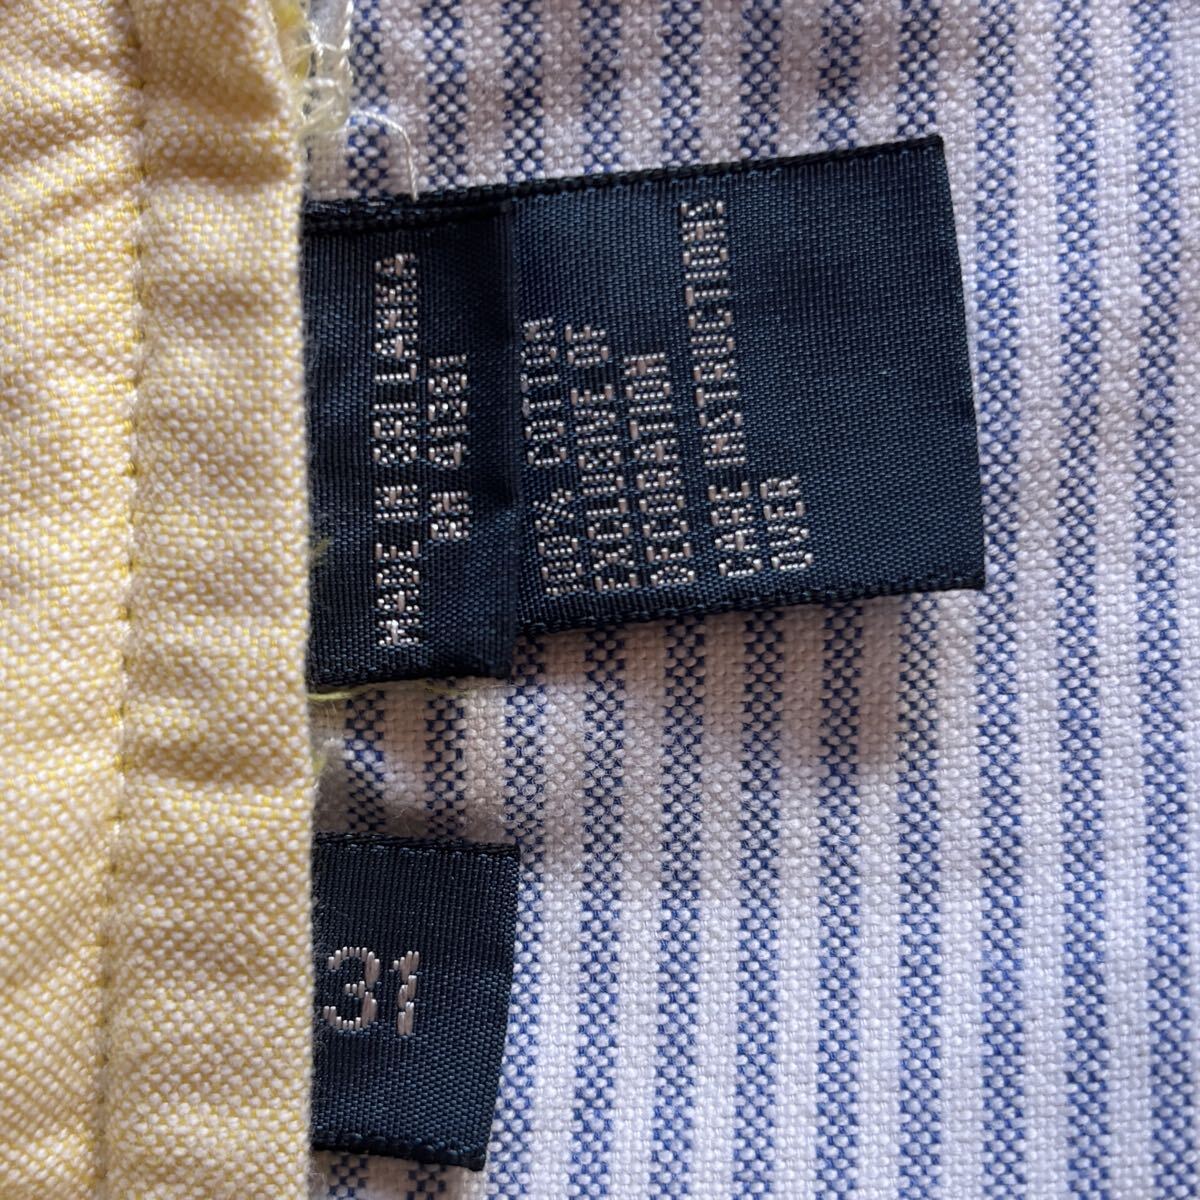 MADE IN SRI LANKA
RN 41381
100% COTTON
EXCLUSIVE OF
DECORATION
CARE INSTRUCTIONS
OVER
31